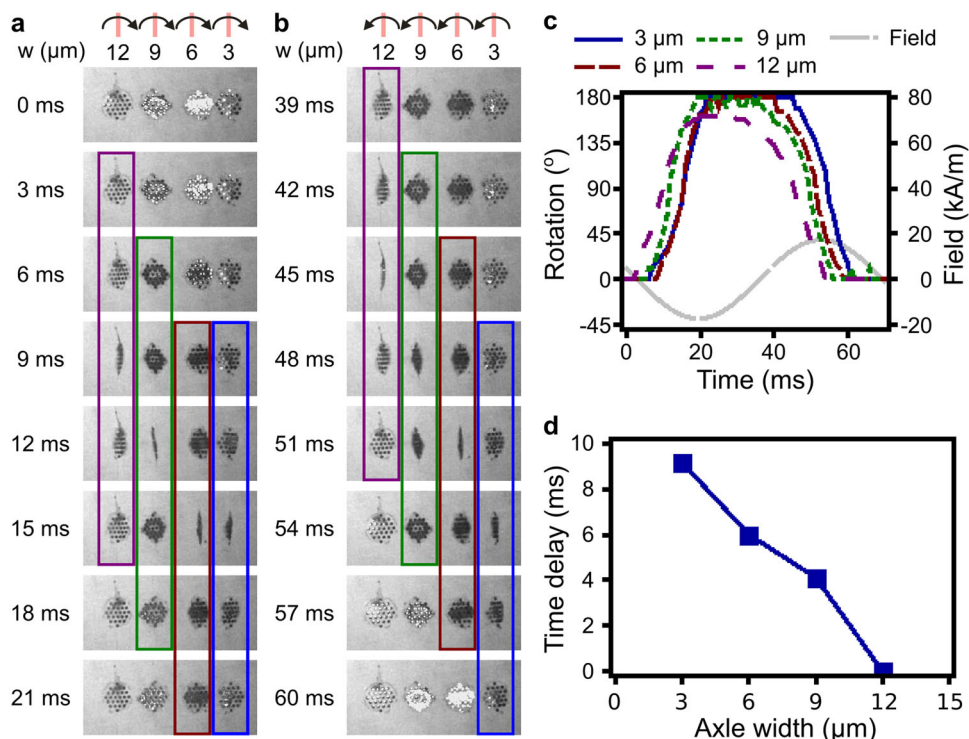 a
w (µm) 12 9 6 3
0 ms
3 ms
6 ms
9 ms
12 ms
15 ms
18 ms
21 ms
b
12 9 6 3
39 ms
42 ms
45 ms
48 ms
51 ms
54 ms
57 ms
60 ms
c
3 µm 9 µm Field
6 µm 12 µm
Rotation (º)
180
135
90
45
0
-45
80
60
40
20
0
-20
Field (kA/m)
0 20 40 60
Time (ms)
d
Time delay (ms)
10
8
6
4
2
0
0 3 6 9 12 15
Axle width (µm)